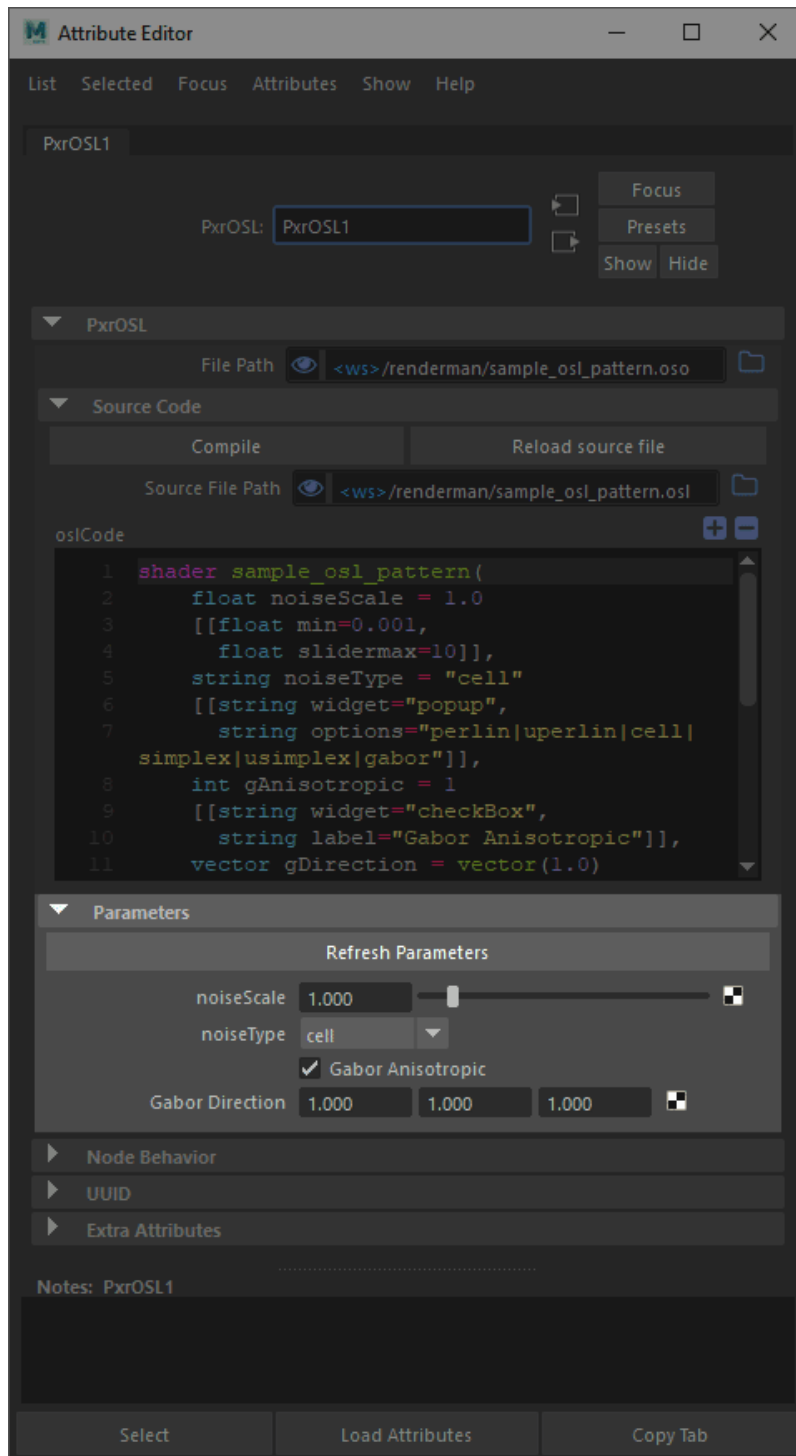 Attribute Editor
List Selected Focus Attributes Show Help
PxrOSL1
Focus
PxrOSL: PxrOSL1
Presets
Show Hide
PxrOSL
File Path <ws>/renderman/sample_osl_pattern.oso
Source Code
Compile Reload source file
Source File Path <ws>/renderman/sample_osl_pattern.osl
oslCode
1 shader sample_osl_pattern(
2 float noiseScale = 1.0
3 [[float min=0.001,
4 float slidermax=10]],
5 string noiseType = "cell"
6 [[string widget="popup",
7 string options="perlin|uperlin|cell|
simplex|usimplex|gabor"]],
8 int gAnisotropic = 1
9 [[string widget="checkBox",
10 string label="Gabor Anisotropic"]],
11 vector gDirection = vector(1.0)
Parameters
Refresh Parameters
noiseScale 1.000
noiseType cell
Gabor Anisotropic
Gabor Direction 1.000 1.000 1.000
Node Behavior
UUID
Extra Attributes
Notes: PxrOSL1
Select Load Attributes Copy Tab